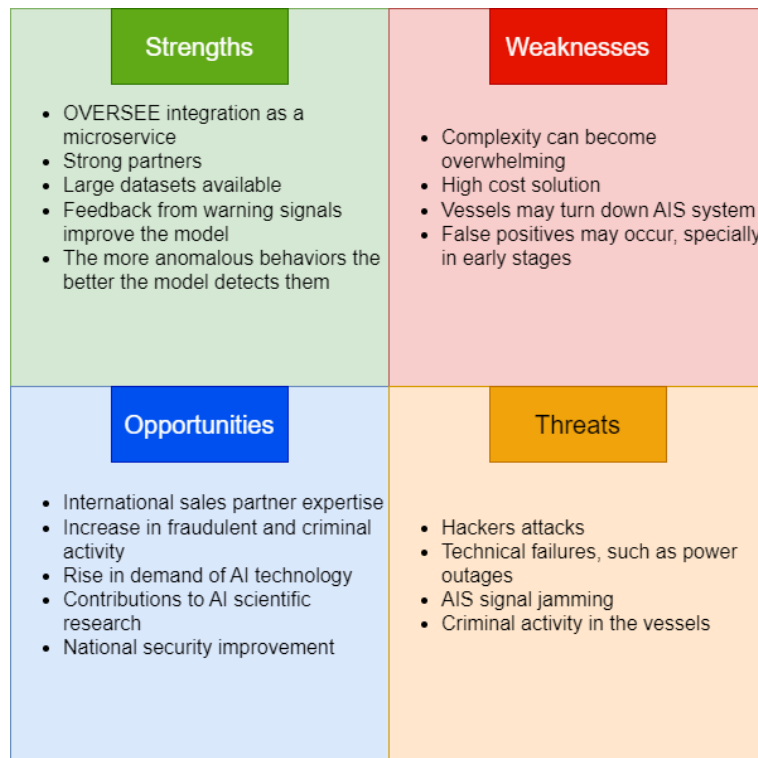 Strengths
• OVERSEE integration as a
microservice
• Strong partners
• Large datasets available
• Feedback from warning signals
improve the model
• The more anomalous behaviors the
better the model detects them
Weaknesses
• Complexity can become
overwhelming
• High cost solution
• Vessels may turn down AIS system
• False positives may occur, specially
in early stages
Opportunities
• International sales partner expertise
• Increase in fraudulent and criminal
activity
• Rise in demand of AI technology
• Contributions to AI scientific
research
• National security improvement
Threats
• Hackers attacks
• Technical failures, such as power
outages
• AIS signal jamming
• Criminal activity in the vessels